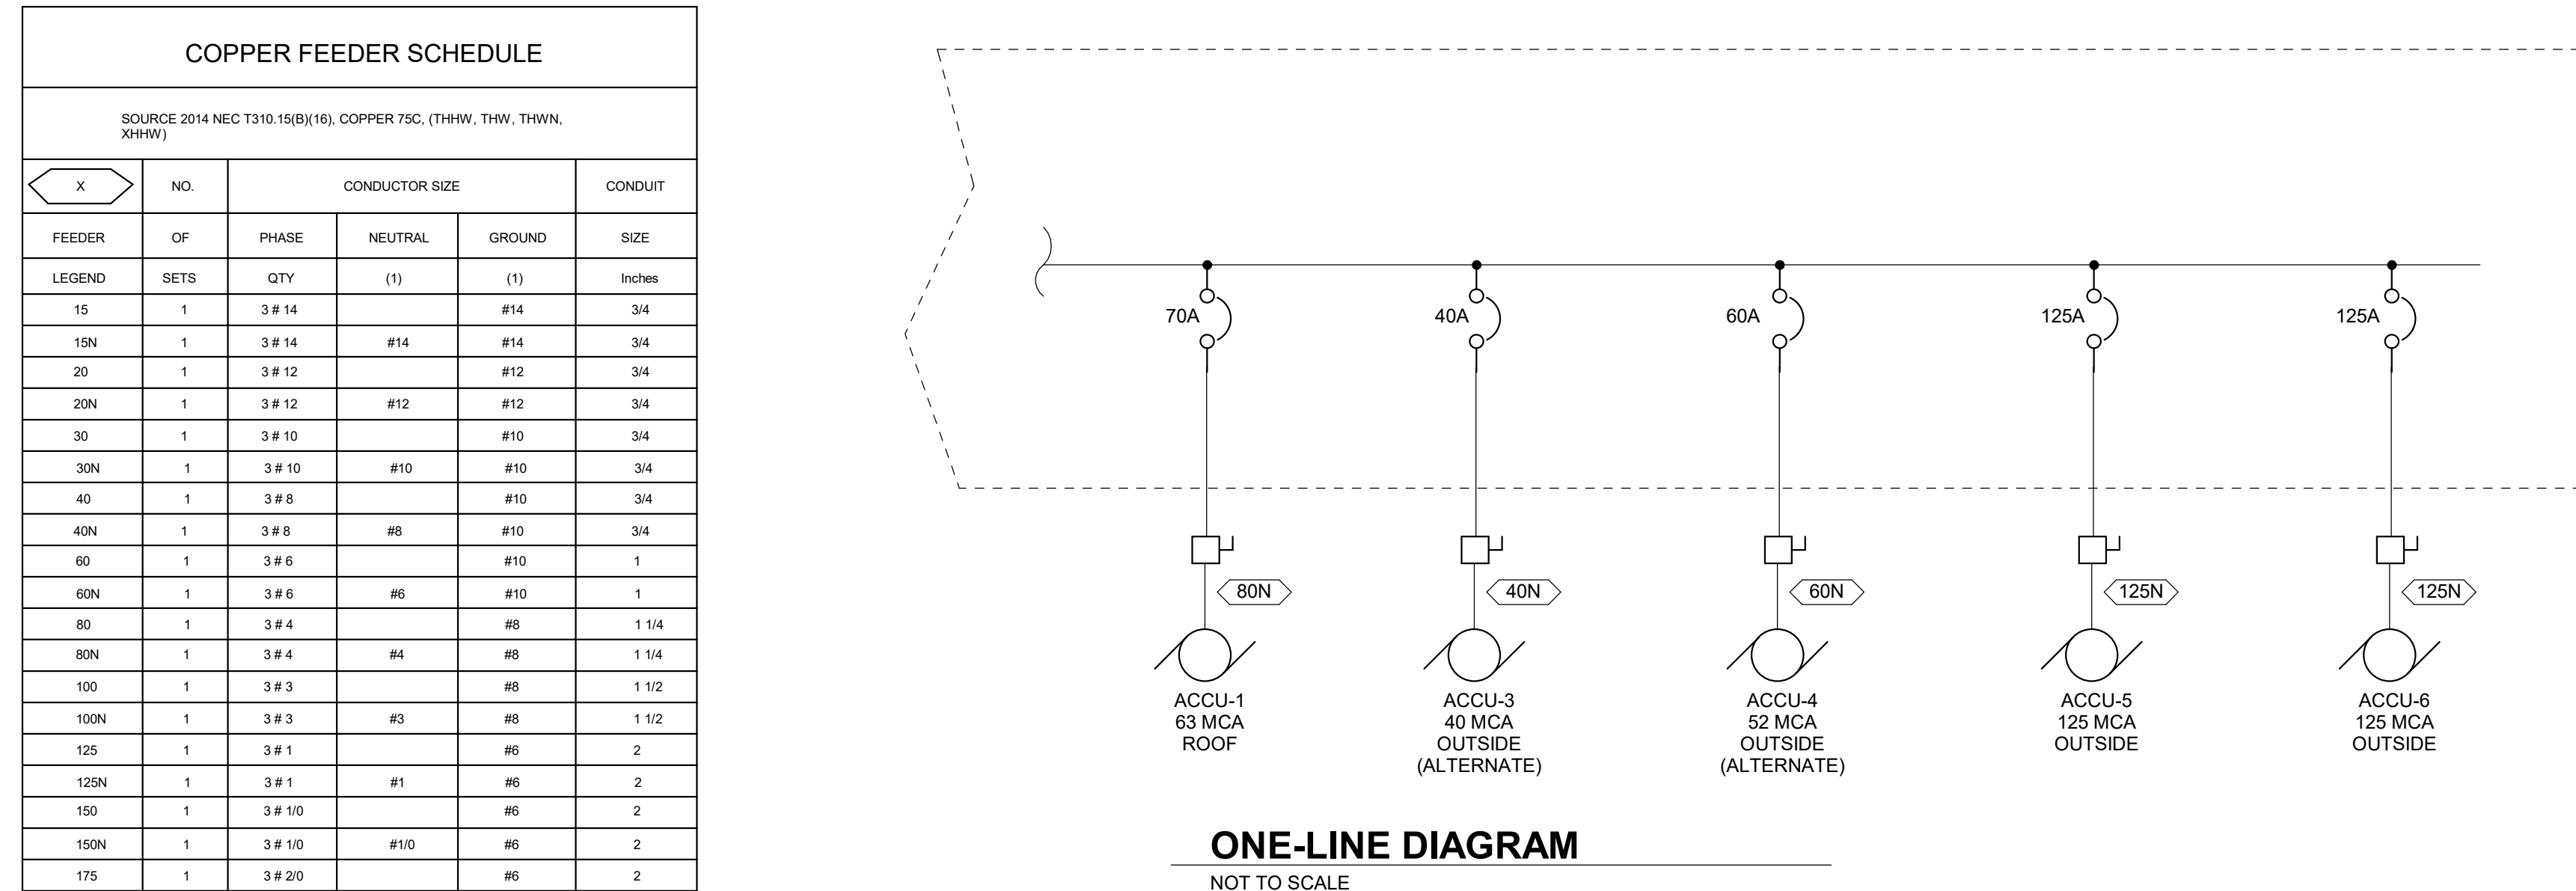 COPPER FEEDER SCHEDULE
SOURCE 2014 NEC T310.15(B)(16), COPPER 75C, (THHW, THW, THWN,
XHHW)
X NO. CONDUCTOR SIZE CONDUIT
FEEDER OF PHASE NEUTRAL GROUND SIZE
LEGEND SETS QTY (1) (1) Inches
15 1 3 # 14 #14 3/4
15N 1 3 # 14 #14 #14 3/4
20 1 3 # 12 #12 3/4
20N 1 3 # 12 #12 #12 3/4
30 1 3 # 10 #10 3/4
30N 1 3 # 10 #10 #10 3/4
40 1 3 # 8 #10 3/4
40N 1 3 # 8 #8 #10 3/4
60 1 3 # 6 #10 1
60N 1 3 # 6 #6 #10 1
80 1 3 # 4 #8 1 1/4
80N 1 3 # 4 #4 #8 1 1/4
100 1 3 # 3 #8 1 1/2
100N 1 3 # 3 #3 #8 1 1/2
125 1 3 # 1 #6 2
125N 1 3 # 1 #1 #6 2
150 1 3 # 1/0 #6 2
150N 1 3 # 1/0 #1/0 #6 2
175 1 3 # 2/0 #6 2
70A 40A 60A 125A 125A
80N 40N 60N 125N 125N
ACCU-1
63 MCA
ROOF
ACCU-3
40 MCA
OUTSIDE
(ALTERNATE)
ACCU-4
52 MCA
OUTSIDE
(ALTERNATE)
ACCU-5
125 MCA
OUTSIDE
ACCU-6
125 MCA
OUTSIDE
ONE-LINE DIAGRAM
NOT TO SCALE